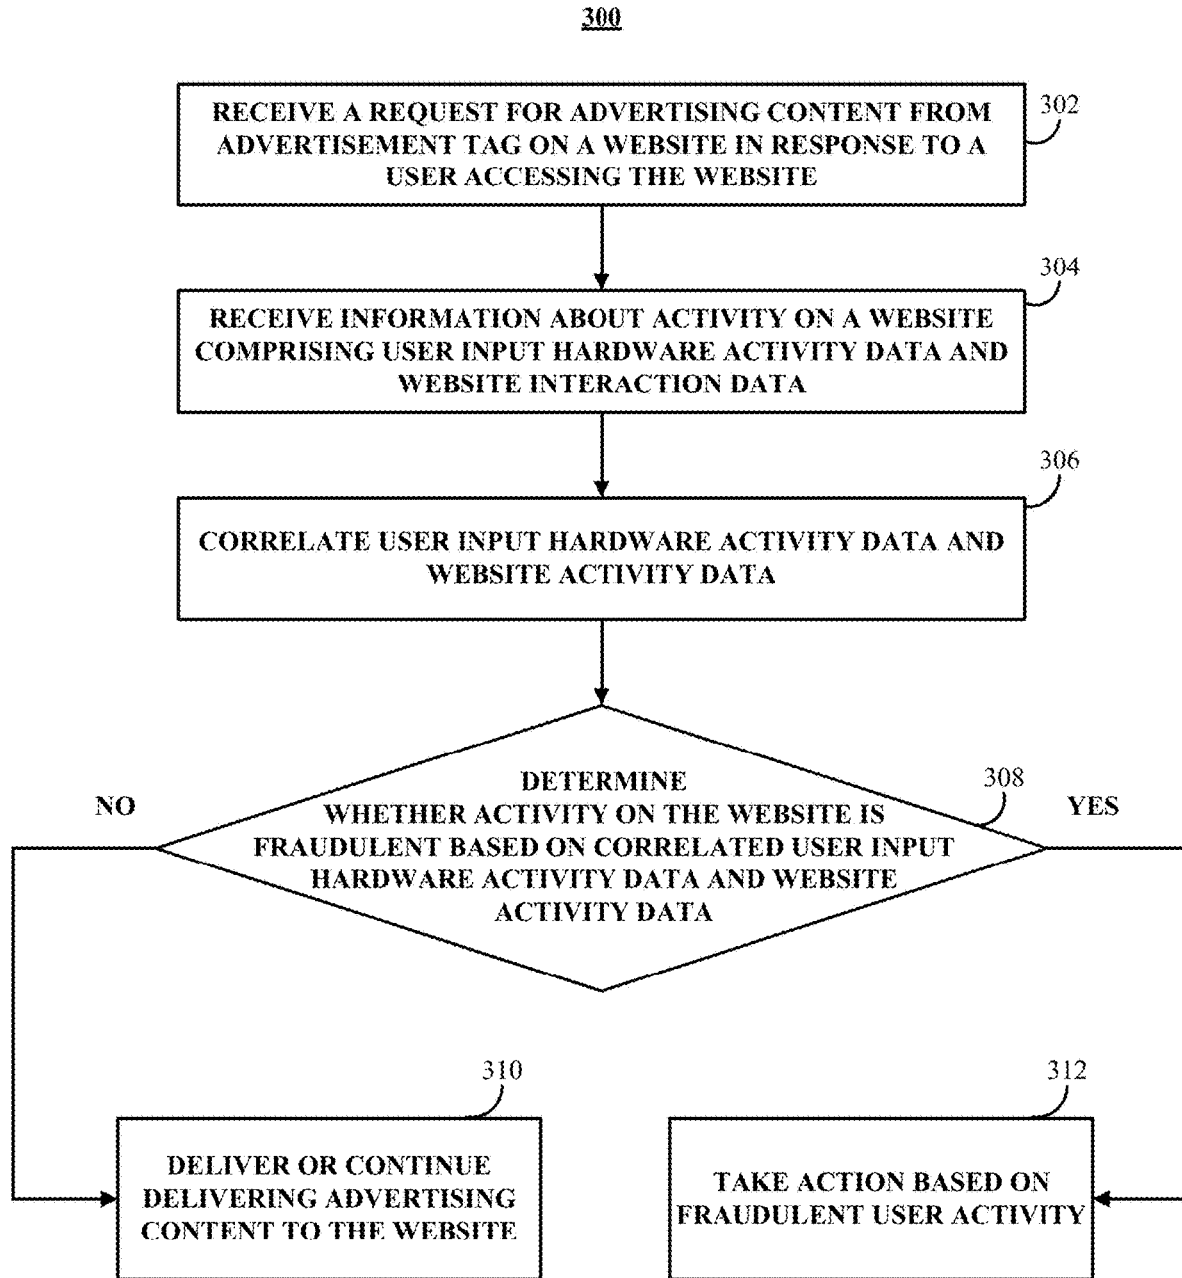 300
302
RECEIVE A REQUEST FOR ADVERTISING CONTENT FROM
ADVERTISEMENT TAG ON A WEBSITE IN RESPONSE TO A
USER ACCESSING THE WEBSITE
304
RECEIVE INFORMATION ABOUT ACTIVITY ON A WEBSITE
COMPRISING USER INPUT HARDWARE ACTIVITY DATA AND
WEBSITE INTERACTION DATA
306
CORRELATE USER INPUT HARDWARE ACTIVITY DATA AND
WEBSITE ACTIVITY DATA
308
NO
YES
DETERMINE
WHETHER ACTIVITY ON THE WEBSITE IS
FRAUDULENT BASED ON CORRELATED USER INPUT
HARDWARE ACTIVITY DATA AND WEBSITE
ACTIVITY DATA
310
DELIVER OR CONTINUE
DELIVERING ADVERTISING
CONTENT TO THE WEBSITE
312
TAKE ACTION BASED ON
FRAUDULENT USER ACTIVITY